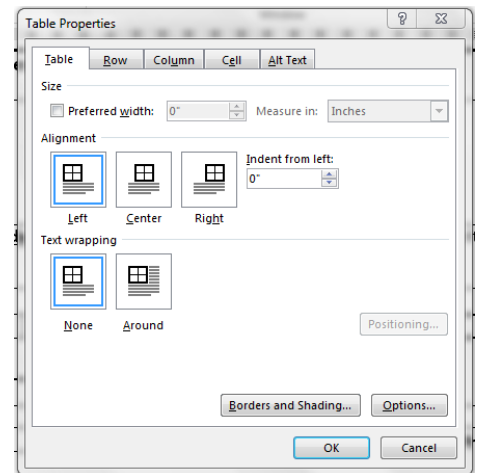 Table Properties
Table Row Column Cell Alt Text
Size
Preferred width: 0" Measure in: Inches
Alignment
Indent from left:
0"
Left Center Right
Text wrapping
None Around Positioning...
Borders and Shading... Options...
OK Cancel